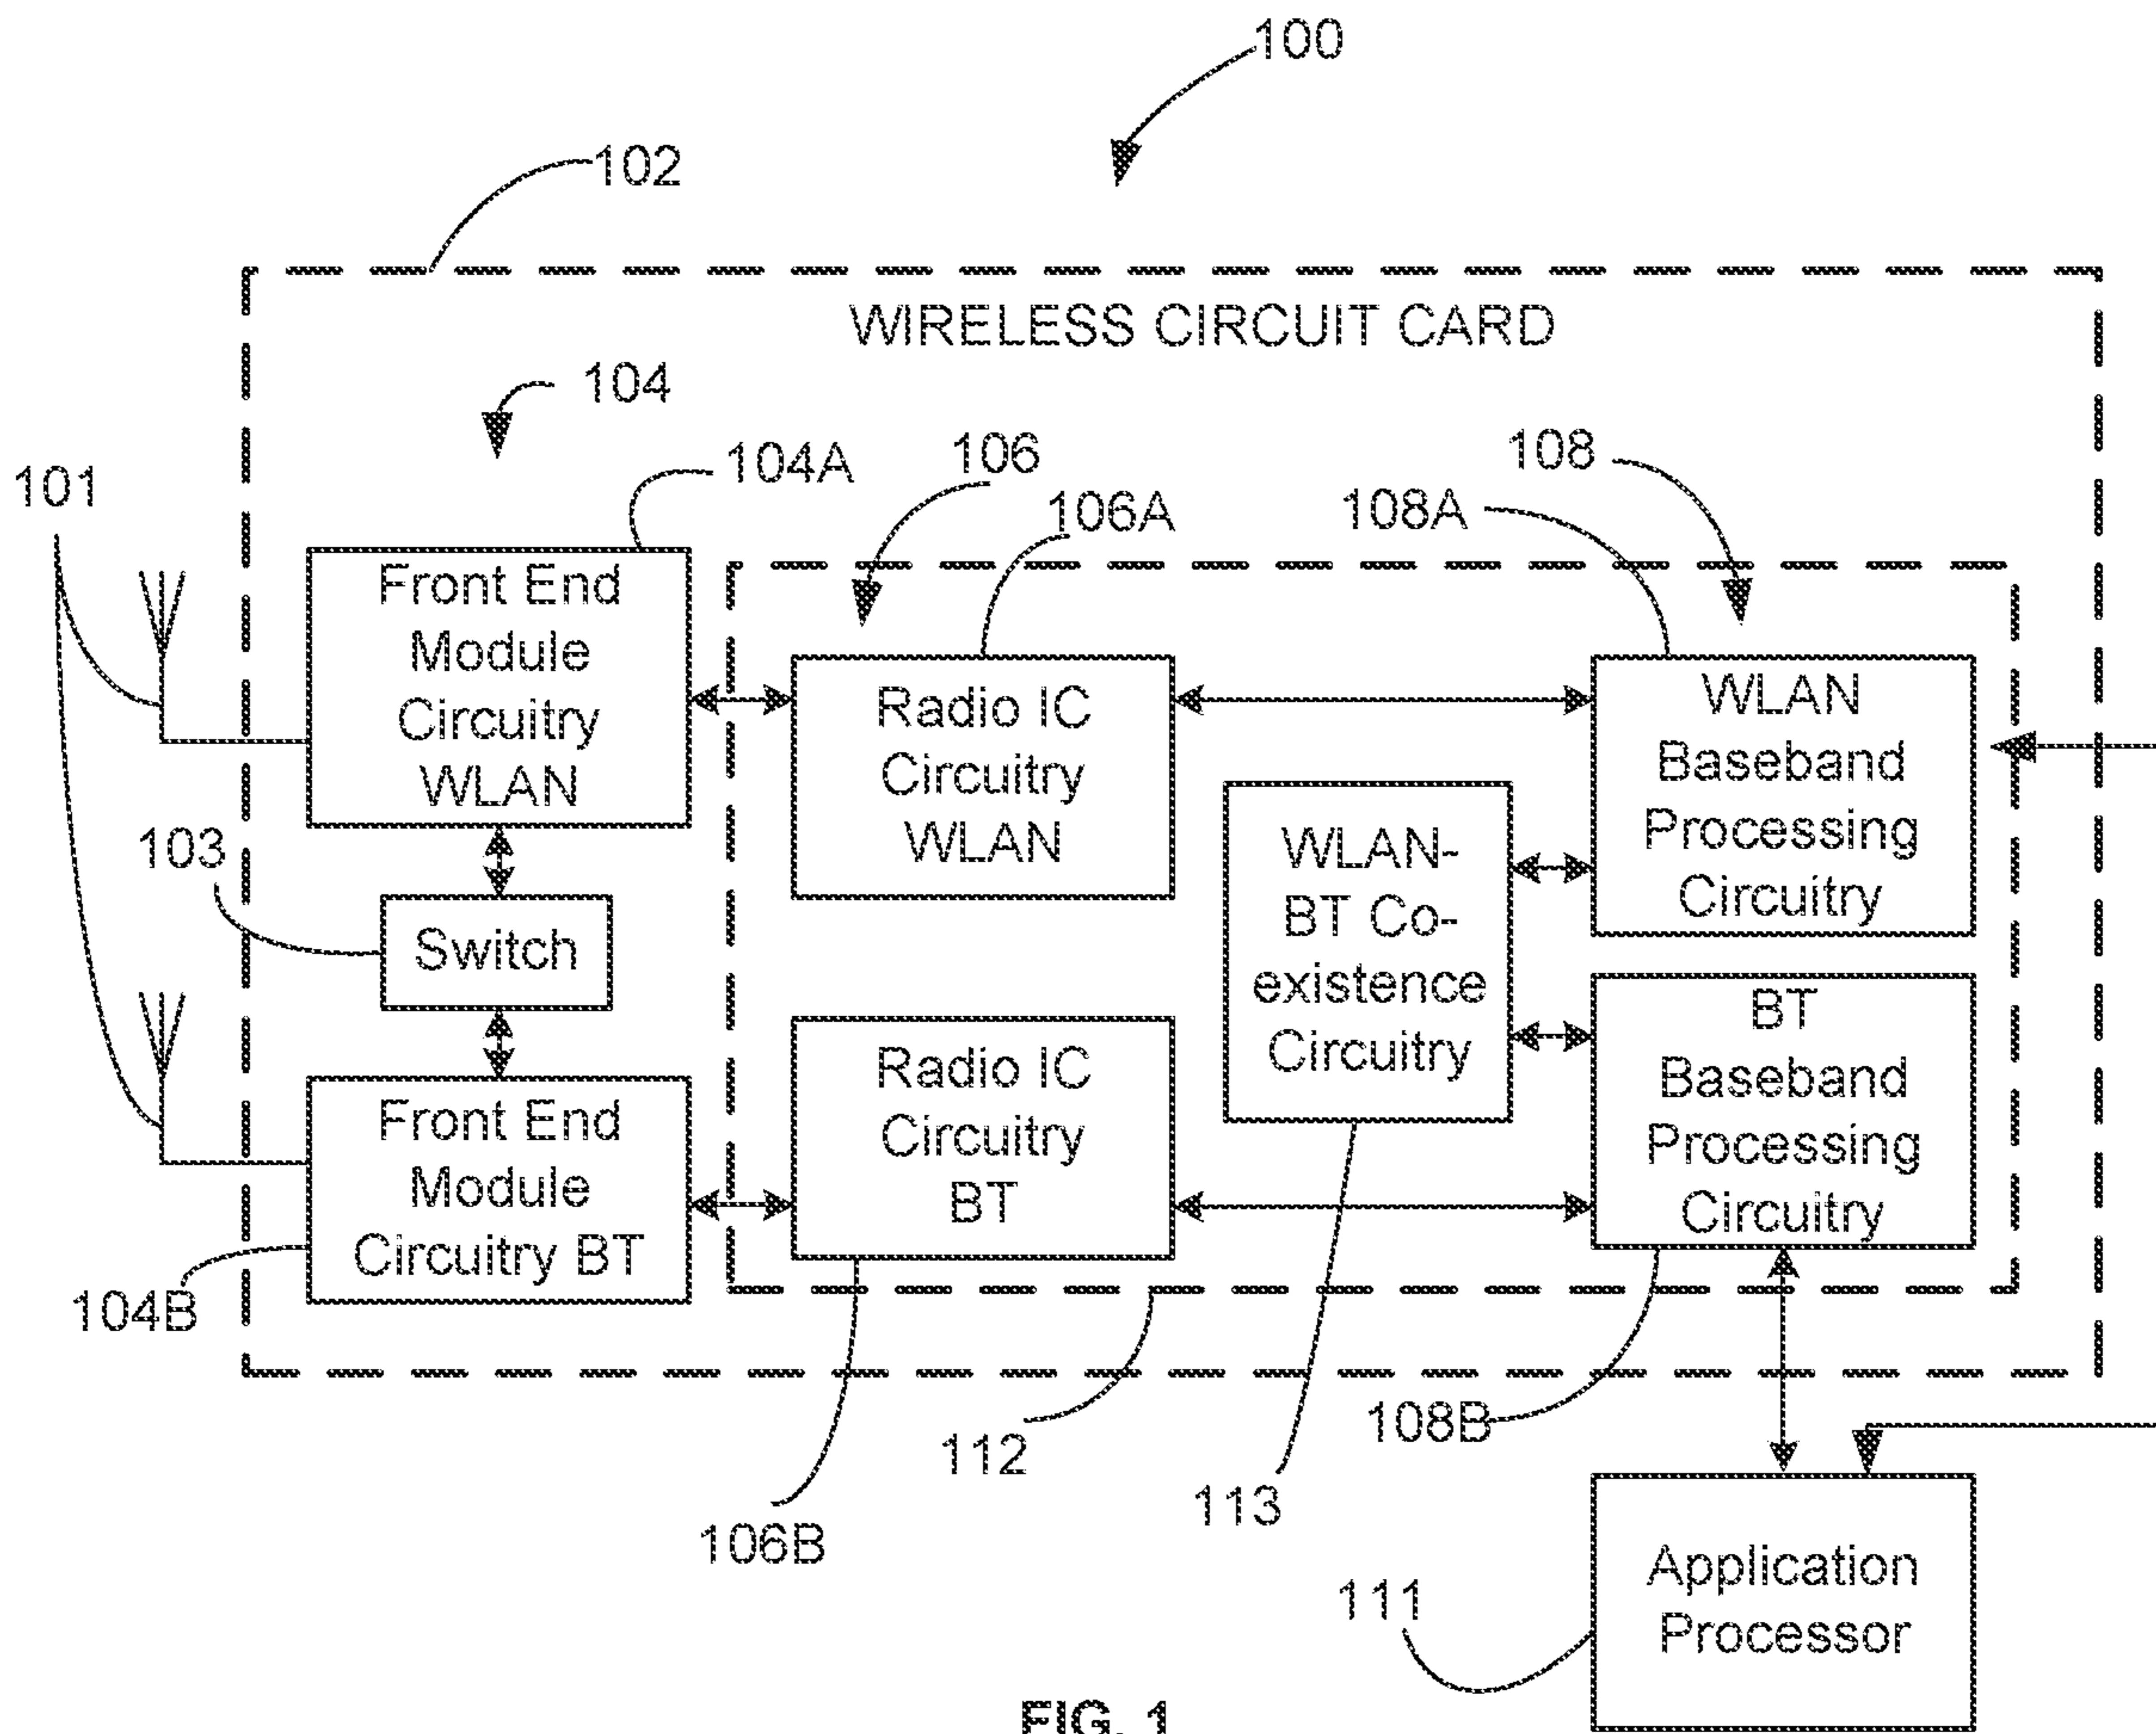 100
102
WIRELESS CIRCUIT CARD
104
104A
106
106A
108
108A
101
Front End
Module
Circuitry
WLAN
Radio IC
Circuitry
WLAN
WLAN
Baseband
Processing
Circuitry
103
Switch
WLAN-
BT Co-
existence
Circuitry
Front End
Module
Circuitry BT
Radio IC
Circuitry
BT
BT
Baseband
Processing
Circuitry
104B
106B
112
113
108B
111
Application
Processor
FIG. 1